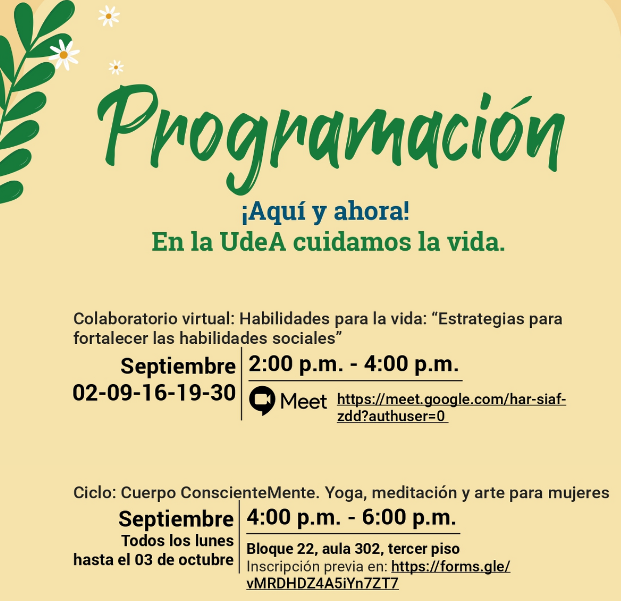 Programación
¡Aquí y ahora!
En la UdeA cuidamos la vida.
Colaboratorio virtual: Habilidades para la vida: “Estrategias para
fortalecer las habilidades sociales”
Septiembre
02-09-16-19-30
2:00 p.m. - 4:00 p.m.
Meet
https://meet.google.com/har-siaf-
zdd?authuser=0
Ciclo: Cuerpo ConscienteMente. Yoga, meditación y arte para mujeres
Septiembre
Todos los lunes
hasta el 03 de octubre
4:00 p.m. - 6:00 p.m.
Bloque 22, aula 302, tercer piso
Inscripción previa en: https://forms.gle/
vMRDHDZ4A5iYn7ZT7